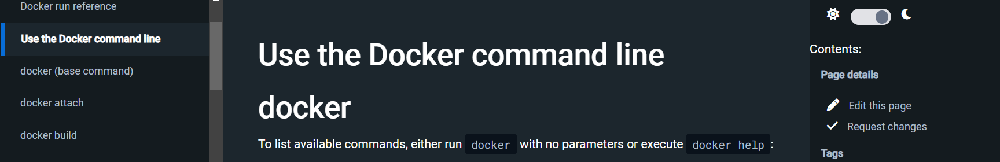 Docker run reference
Use the Docker command line
docker (base command)
docker attach
docker build
Use the Docker command line
docker
To list available commands, either run docker with no parameters or execute docker help :
Contents:
Page details
Edit this page
Request changes
Tags